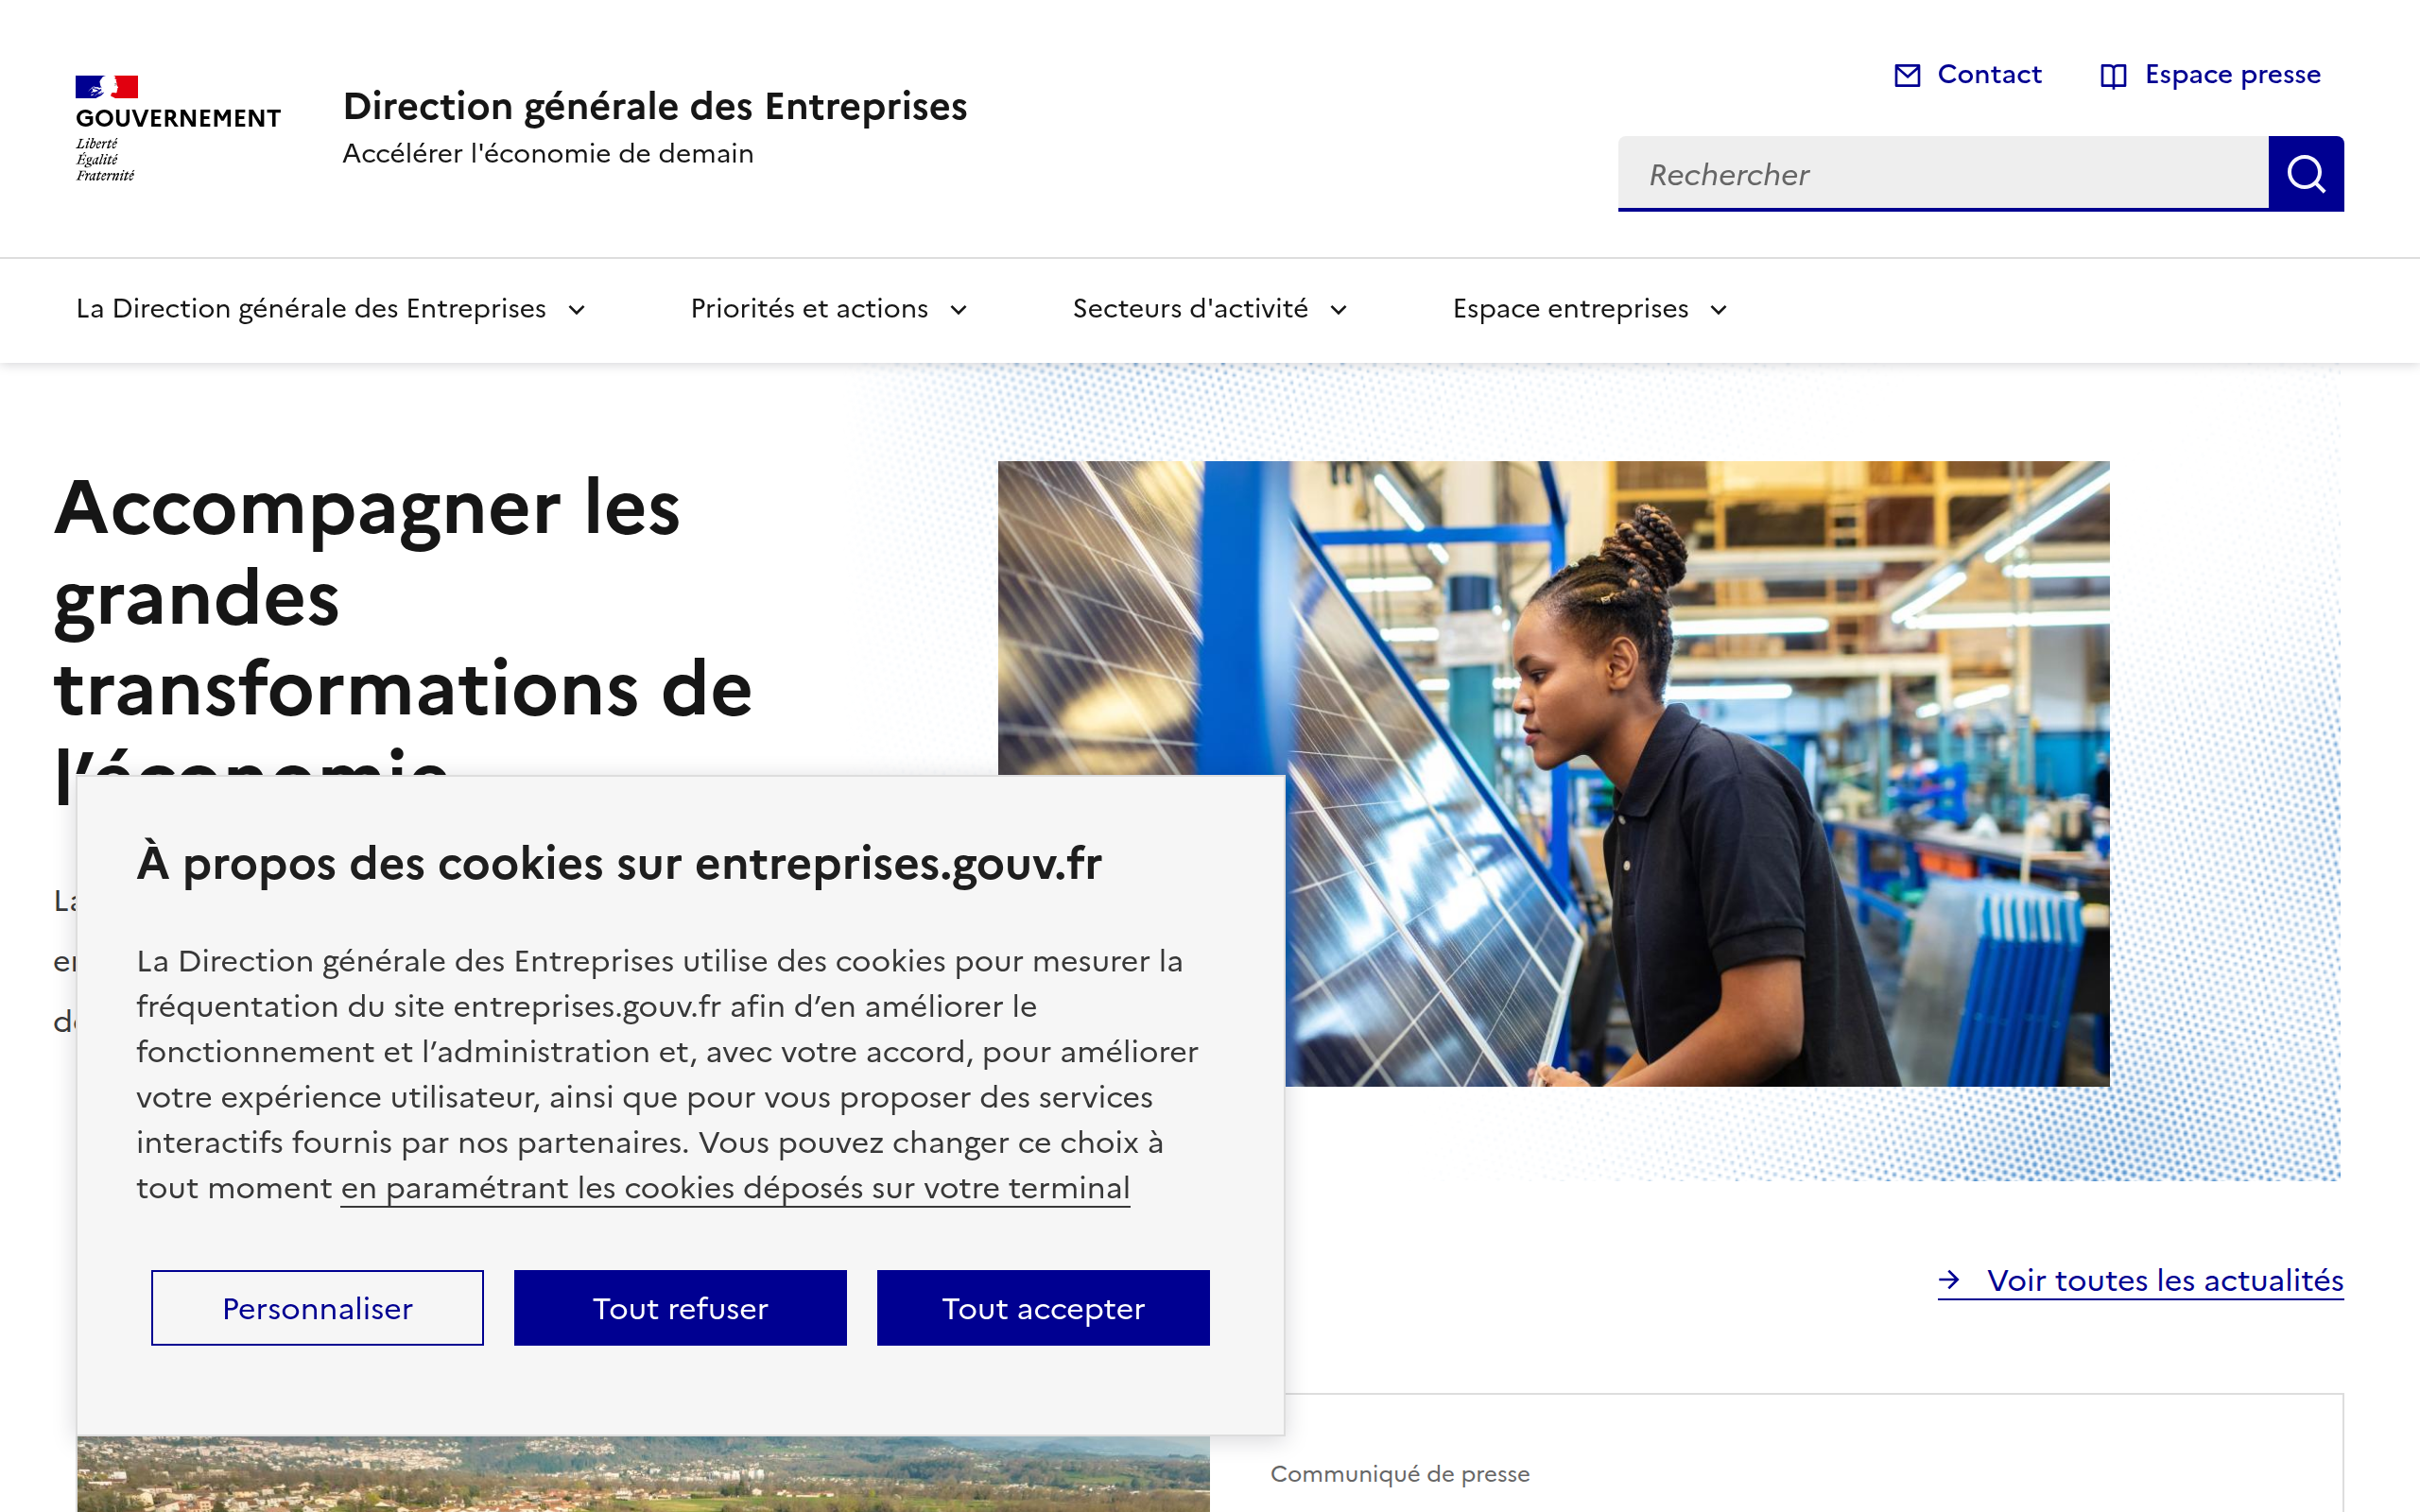 Contact
Espace presse
GOUVERNEMENT
Liberté
Égalité
Fraternité
Direction générale des Entreprises
Accélérer l'économie de demain
Rechercher
La Direction générale des Entreprises
Priorités et actions
Secteurs d'activité
Espace entreprises
Accompagner les
grandes
transformations de
l’économie
À propos des cookies sur entreprises.gouv.fr
La Direction générale des Entreprises utilise des cookies pour mesurer la
fréquentation du site entreprises.gouv.fr afin d’en améliorer le
fonctionnement et l’administration et, avec votre accord, pour améliorer
votre expérience utilisateur, ainsi que pour vous proposer des services
interactifs fournis par nos partenaires. Vous pouvez changer ce choix à
tout moment en paramétrant les cookies déposés sur votre terminal
Personnaliser
Tout refuser
Tout accepter
Voir toutes les actualités
Communiqué de presse